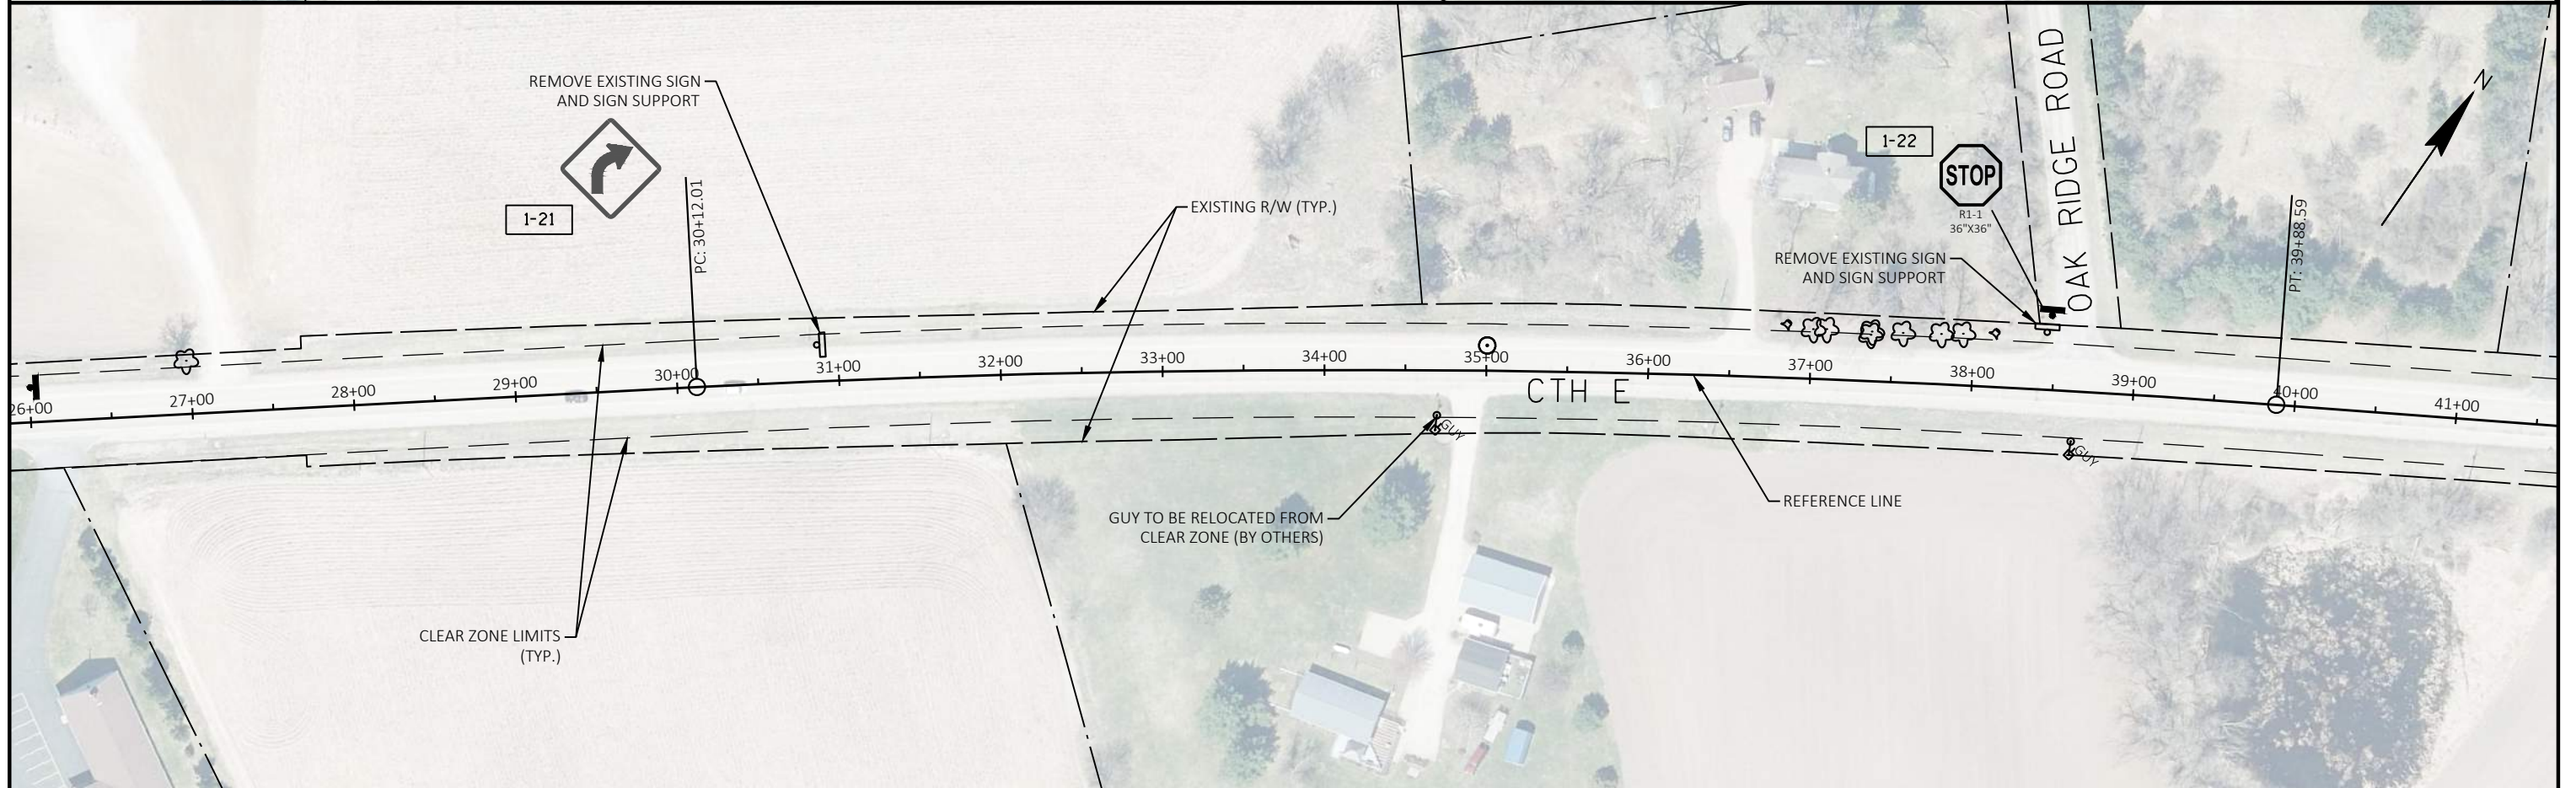 REMOVE EXISTING SIGN
AND SIGN SUPPORT
1-21
PC: 30+12.01
EXISTING R/W (TYP.)
1-22
STOP
R1-1
36"X36"
REMOVE EXISTING SIGN
AND SIGN SUPPORT
OAK RIDGE ROAD
PT: 39+88.59
N
26+00
27+00
28+00
29+00
30+00
31+00
32+00
33+00
34+00
35+00
36+00
37+00
38+00
39+00
40+00
41+00
CTH E
GUY
GUY
GUY TO BE RELOCATED FROM
CLEAR ZONE (BY OTHERS)
REFERENCE LINE
CLEAR ZONE LIMITS
(TYP.)